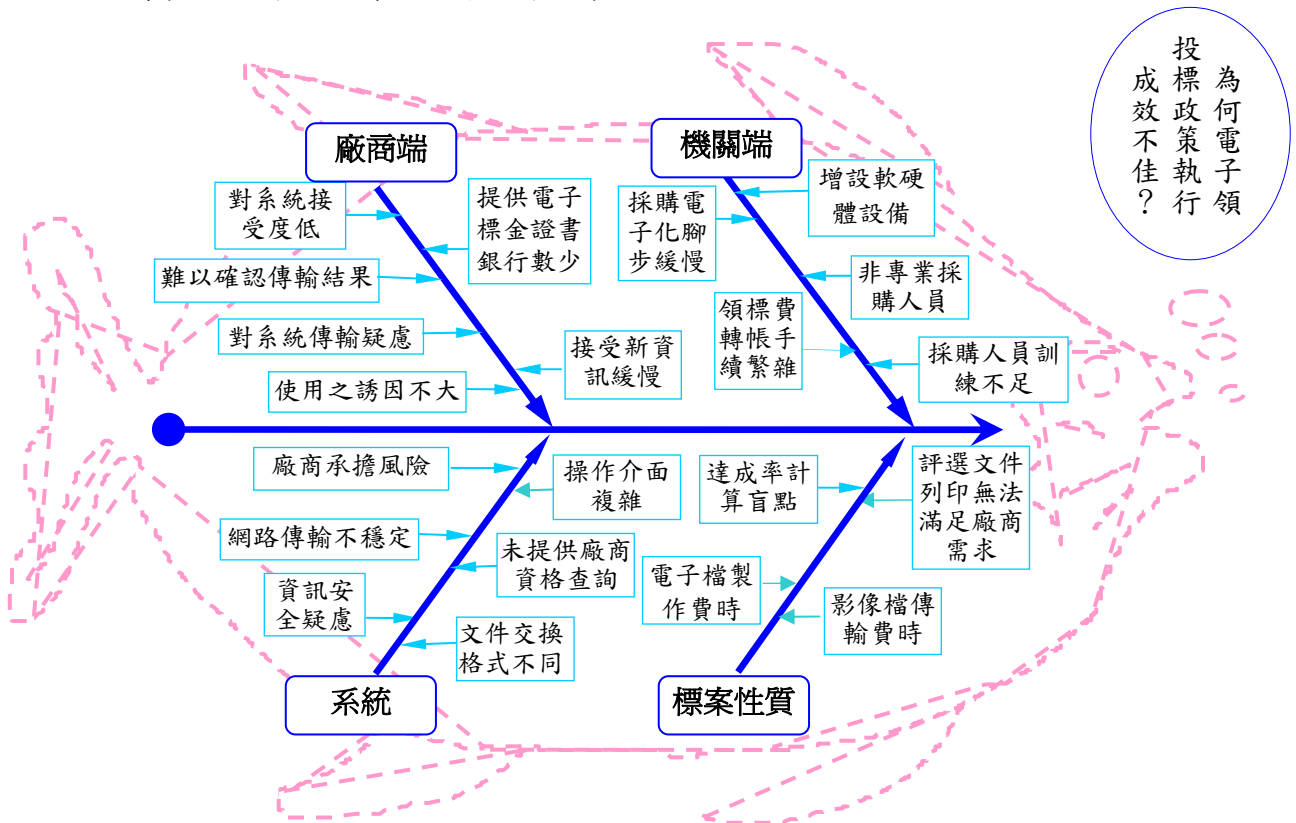 為何電子領
投標政策執行
成效不佳？
廠商端
機關端
對系統接
受度低
提供電子
標金證書
銀行數少
難以確認傳輸結果
對系統傳輸疑慮
接受新資
訊緩慢
使用之誘因不大
採購電
子化腳
步緩慢
增設軟硬
體設備
非專業採
購人員
領標費
轉帳手
續繁雜
採購人員訓
練不足
廠商承擔風險
操作介面
複雜
網路傳輸不穩定
未提供廠商
資格查詢
資訊安
全疑慮
文件交換
格式不同
達成率計
算盲點
評選文件
列印無法
滿足廠商
需求
電子檔製
作費時
影像檔傳
輸費時
系統
標案性質